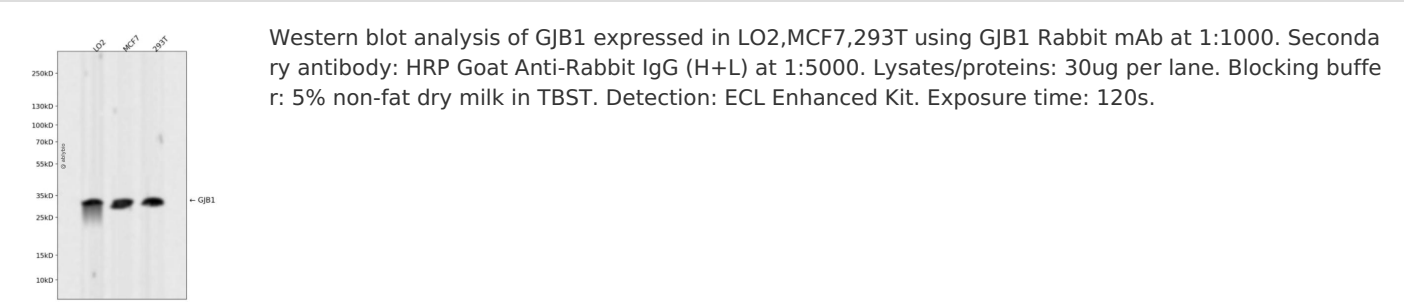 LO2 MCF7 293T
250kD
130kD
100kD
70kD
55kD
35kD
25kD
15kD
10kD
← GJB1
Western blot analysis of GJB1 expressed in LO2,MCF7,293T using GJB1 Rabbit mAb at 1:1000. Seconda
ry antibody: HRP Goat Anti-Rabbit IgG (H+L) at 1:5000. Lysates/proteins: 30ug per lane. Blocking buffe
r: 5% non-fat dry milk in TBST. Detection: ECL Enhanced Kit. Exposure time: 120s.